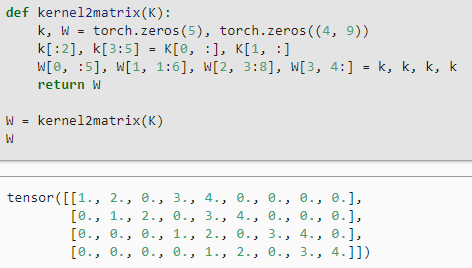 def kernel2matrix(K):
    k, W = torch.zeros(5), torch.zeros((4, 9))
    k[:2], k[3:5] = K[0, :], K[1, :]
    W[0, :5], W[1, 1:6], W[2, 3:8], W[3, 4:] = k, k, k, k
    return W
W = kernel2matrix(K)
W
tensor([[1., 2., 0., 3., 4., 0., 0., 0., 0.],
        [0., 1., 2., 0., 3., 4., 0., 0., 0.],
        [0., 0., 0., 1., 2., 0., 3., 4., 0.],
        [0., 0., 0., 0., 1., 2., 0., 3., 4.]])